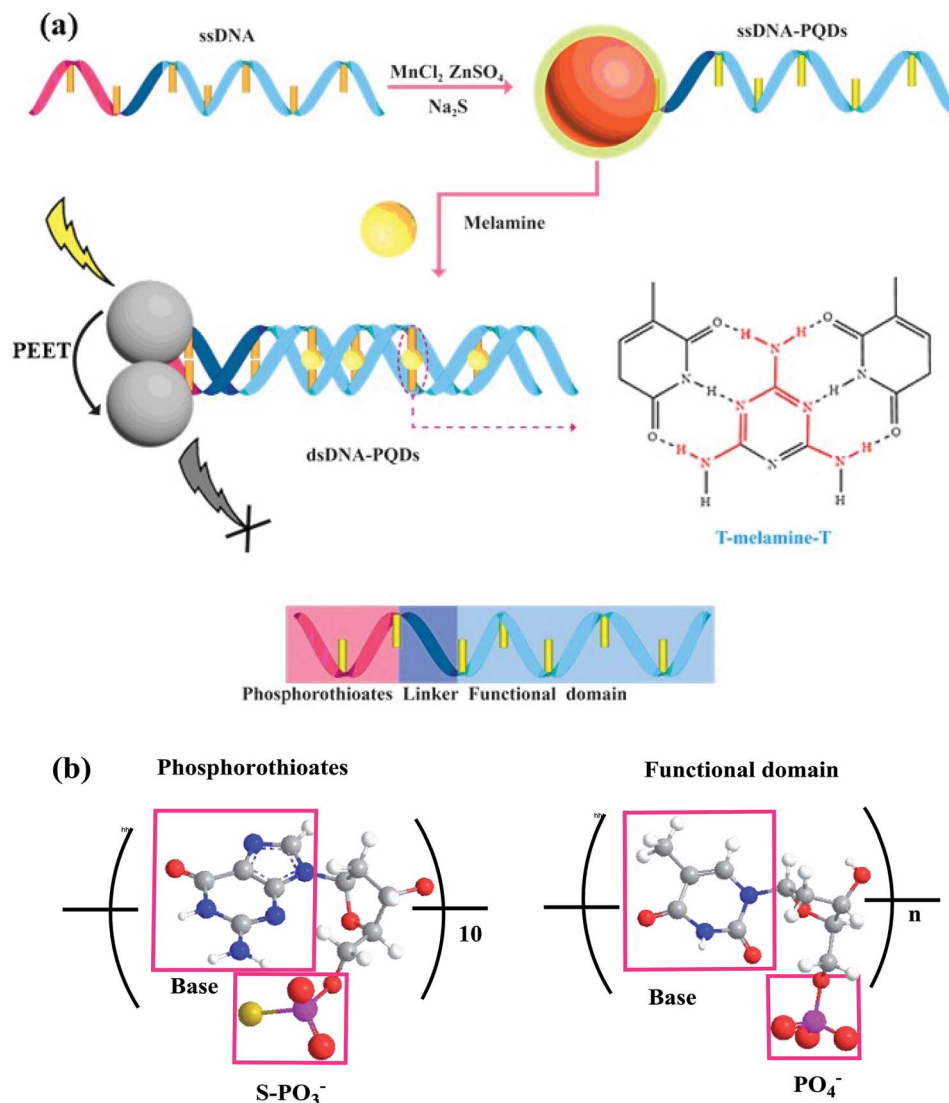 (a)
ssDNA
MnCl₂ ZnSO₄
Na₂S
ssDNA-PQDs
Melamine
PEET
dsDNA-PQDs
O H H O
N
N H N N H N
O H N N N H O
H H
T-melamine-T
Phosphorothioates Linker Functional domain
(b)
Phosphorothioates
Functional domain
10
n
Base
Base
S-PO₃⁻
PO₄⁻